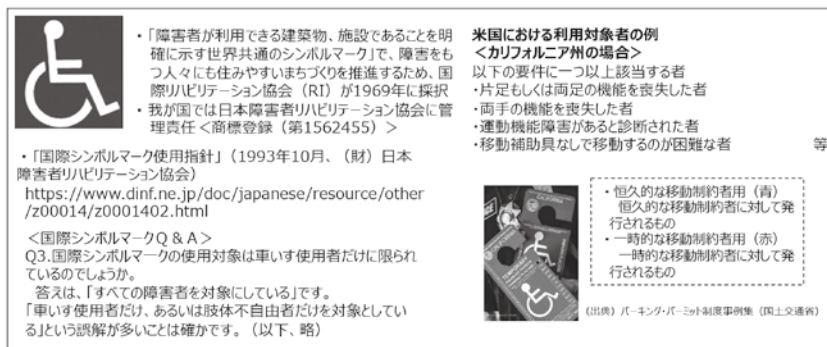 ・「障害者が利用できる建築物、施設であることを明
確に示す世界共通のシンボルマーク」で、障害をも
つ人々にも住みやすいまちづくりを推進するため、国
際リハビリテーション協会（RI）が1969年に採択
・我が国では日本障害者リハビリテーション協会に管
理責任＜商標登録（第1562455）＞
・「国際シンボルマーク使用指針」（1993年10月、（財）日本
障害者リハビリテーション協会）
https://www.dinf.ne.jp/doc/japanese/resource/other
/z00014/z0001402.html
＜国際シンボルマークＱ＆Ａ＞
Q3.国際シンボルマークの使用対象は車いす使用者だけに限られ
ているのでしょうか。
答えは、「すべての障害者を対象にしている」です。
「車いす使用者だけ、あるいは肢体不自由者だけを対象としてい
る」という誤解が多いことは確かです。（以下、略）
米国における利用対象者の例
＜カリフォルニア州の場合＞
以下の要件に一つ以上該当する者
・片足もしくは両足の機能を喪失した者
・両手の機能を喪失した者
・運動機能障害があると診断された者
・移動補助具なしで移動するのが困難な者 等
・恒久的な移動制約者用（青）
恒久的な移動制約者に対して発
行されるもの
・一時的な移動制約者用（赤）
一時的な移動制約者に対して発
行されるもの
（出典）パーキング・パーミット制度事例集（国土交通省）